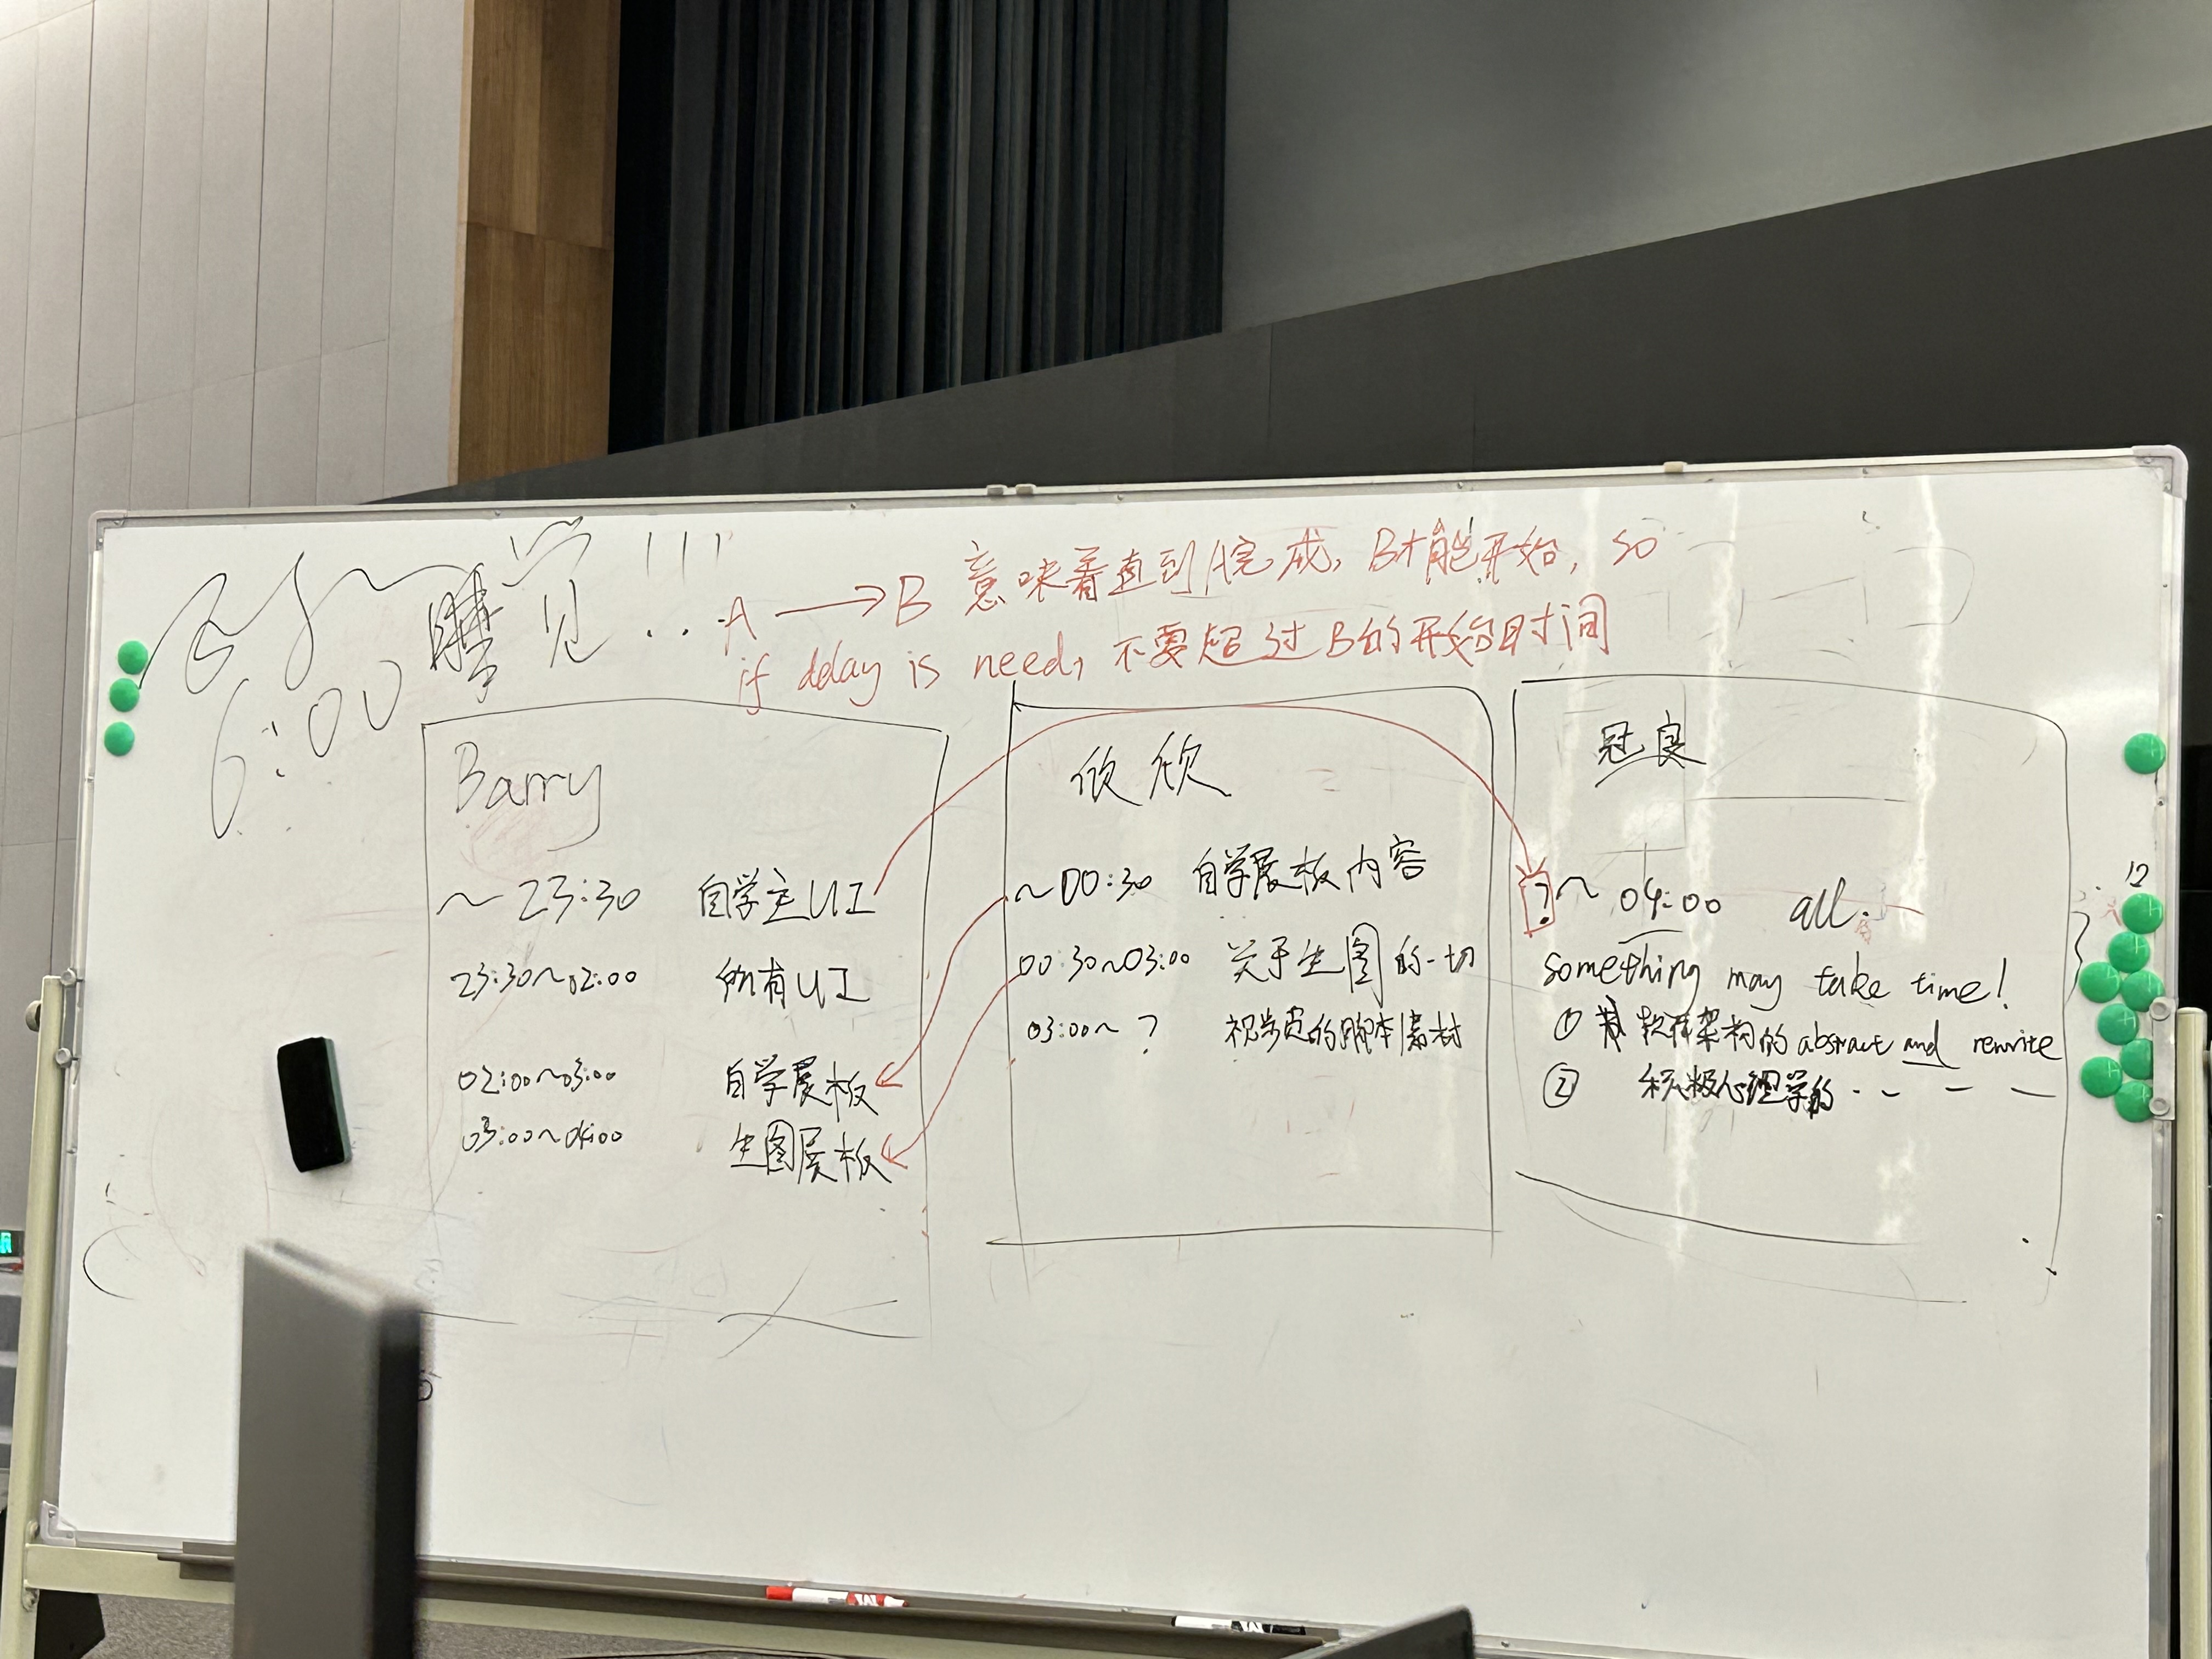 6:00 睡觉 !!!
A → B 意味着直到A完成, B才能开始, so
if delay is need, 不要超过B的开始时间
Barry
~ 23:30 自学主UI
23:30~02:00 所有UI
02:00~03:00 自学展板
03:00~04:00 生图展板
欣欣
~00:30 自学展板内容
00:30~03:00 关于生图的一切
03:00~ ? 视频的脚本/素材
冠良
? ~ 04:00 all.
something may take time!
① 软件架构的 abstract and rewrite
② 积极心理学的 . . — — —
12